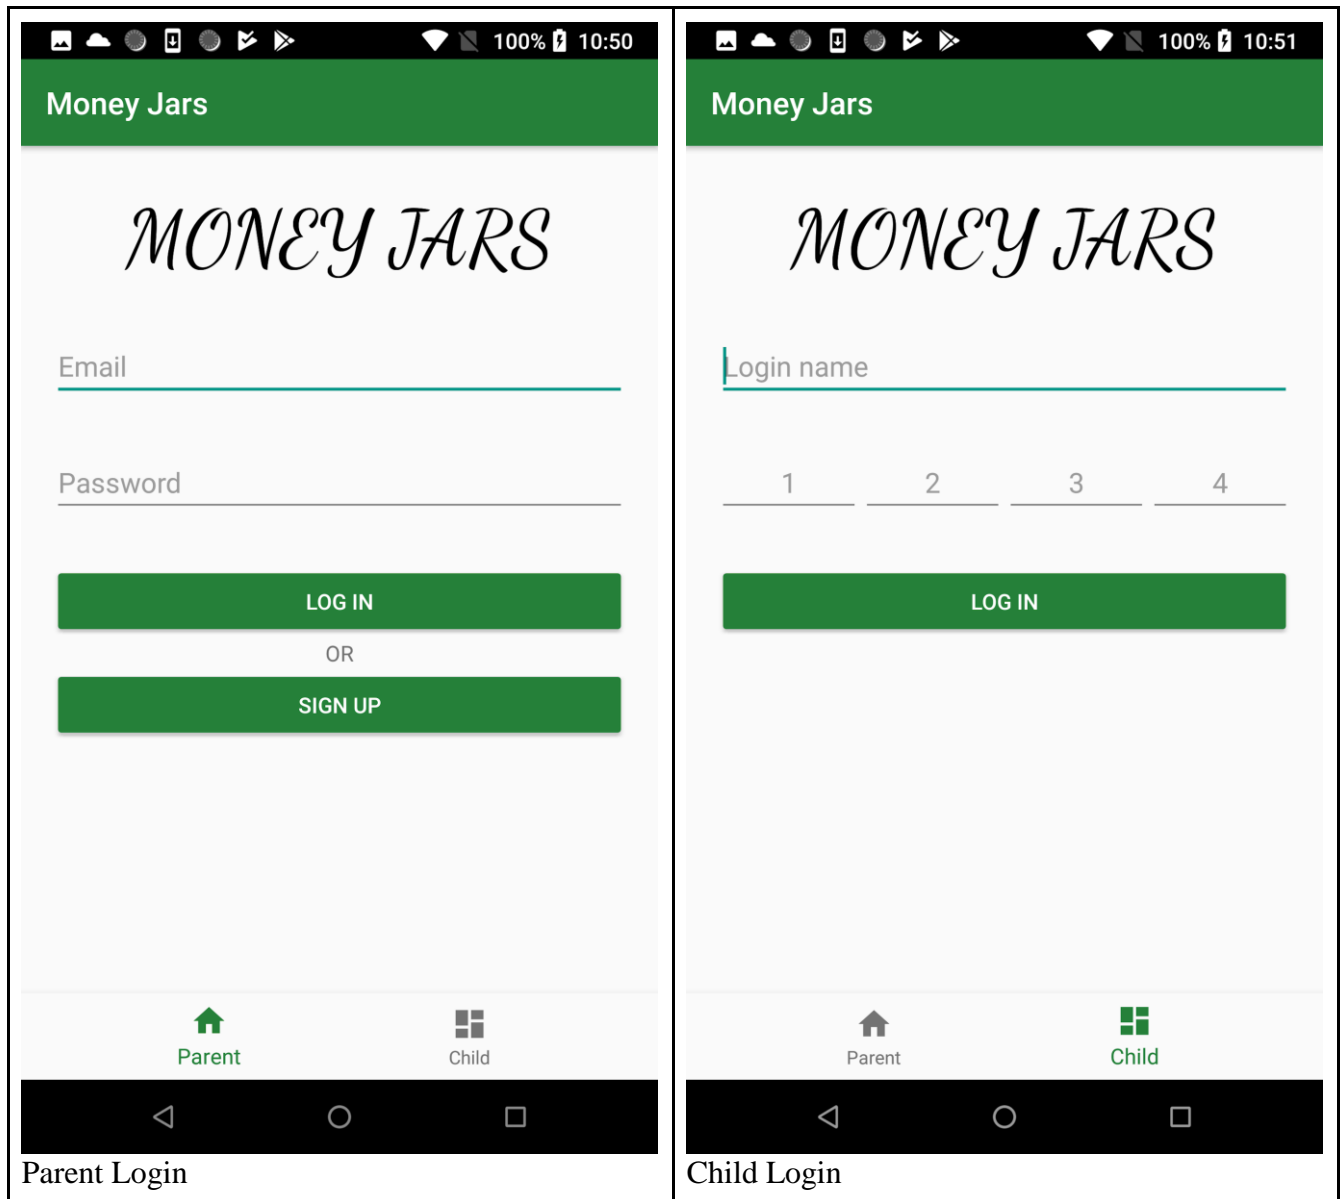 100% 10:50
Money Jars
MONEY JARS
Email
Password
LOG IN
OR
SIGN UP
Parent Child
Parent Login
100% 10:51
Money Jars
MONEY JARS
Login name
1 2 3 4
LOG IN
Parent Child
Child Login